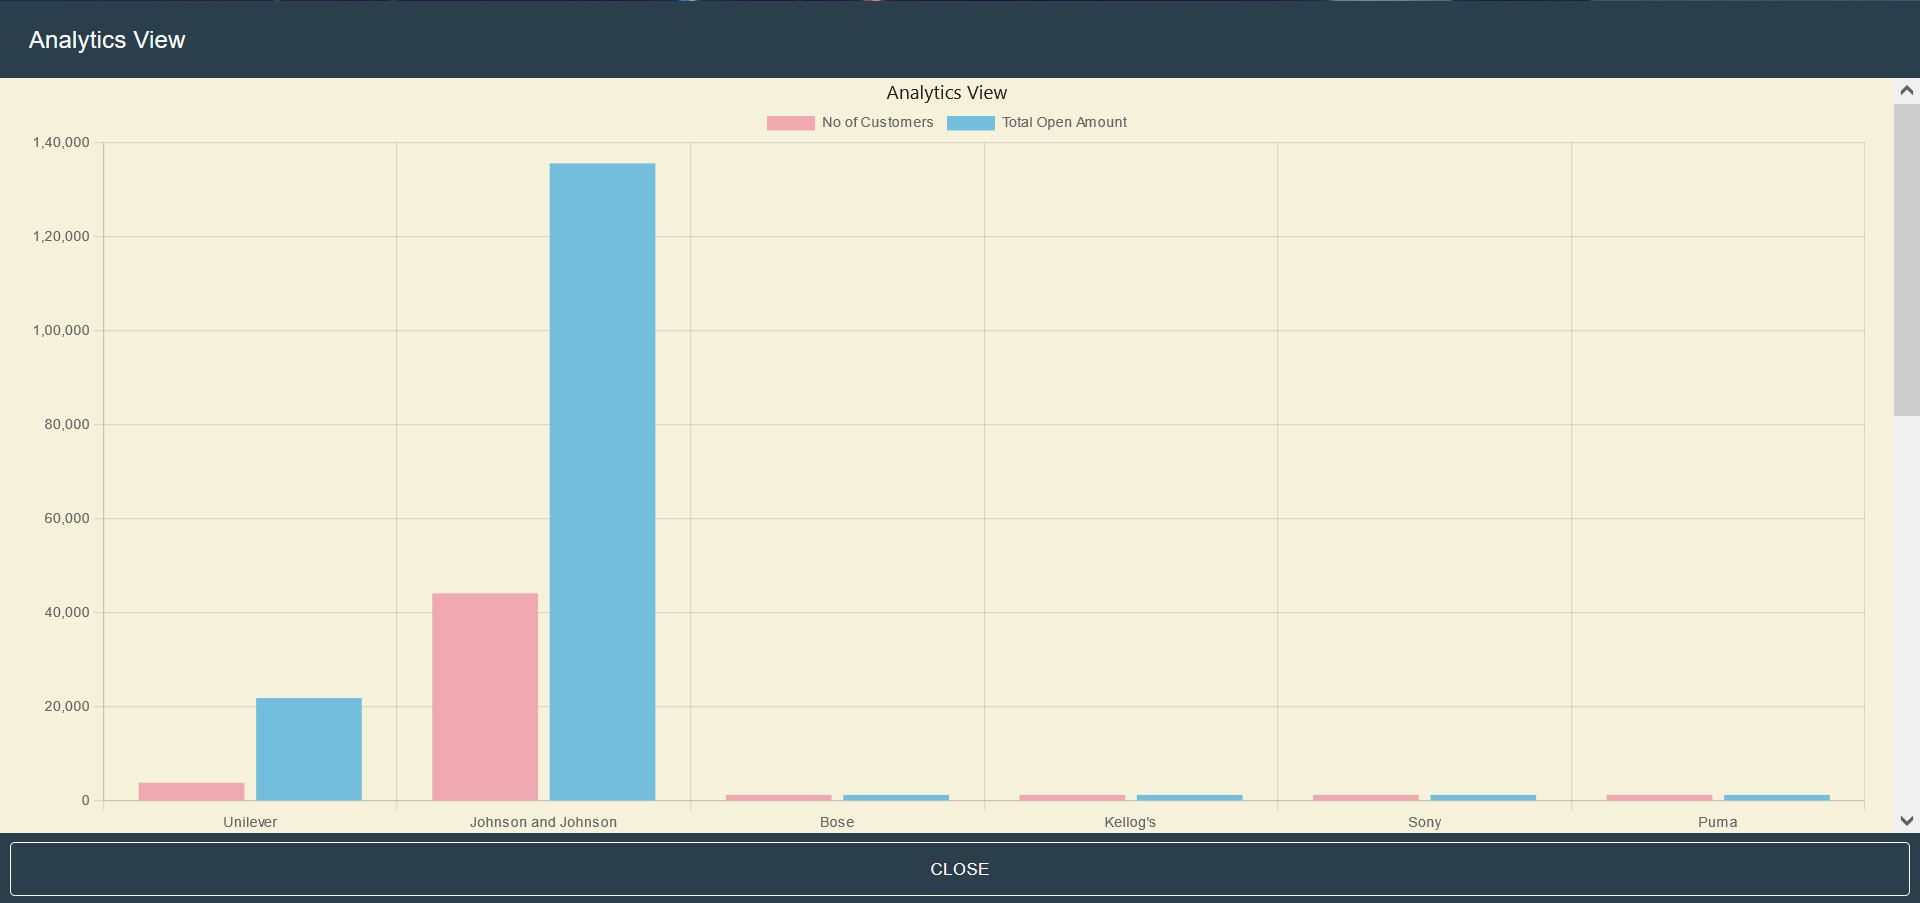 Analytics View
Analytics View
No of Customers Total Open Amount
1,40,000
1,20,000
1,00,000
80,000
60,000
40,000
20,000
0
Unilever Johnson and Johnson Bose Kellog's Sony Puma
CLOSE